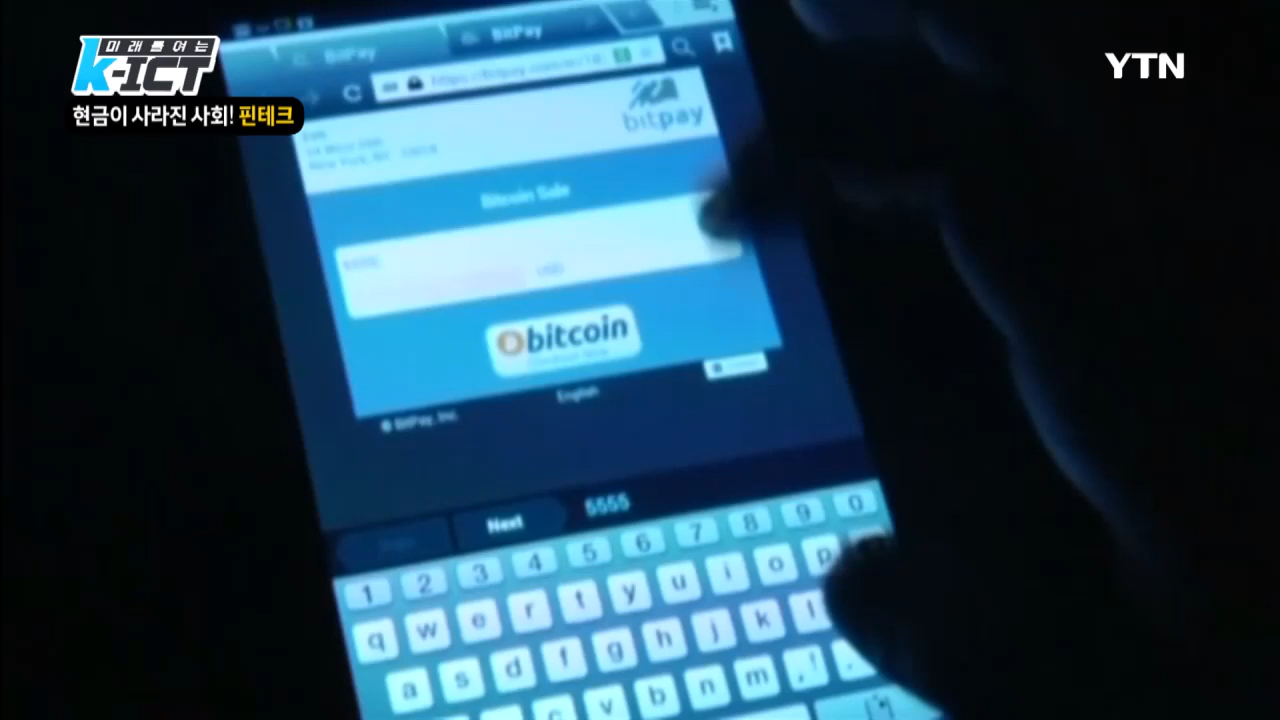 미래를 여는
K-ICT
현금이 사라진 사회! 핀테크
YTN
BitPay
BitPay
bitpay
Bitcoin Sale
USD
bitcoin
English
© BitPay, Inc.
Next
5555
1 2 3 4 5 6 7 8 9 0
q w e r t y u i o p
a s d f g h j k l
c v b n m , ! .